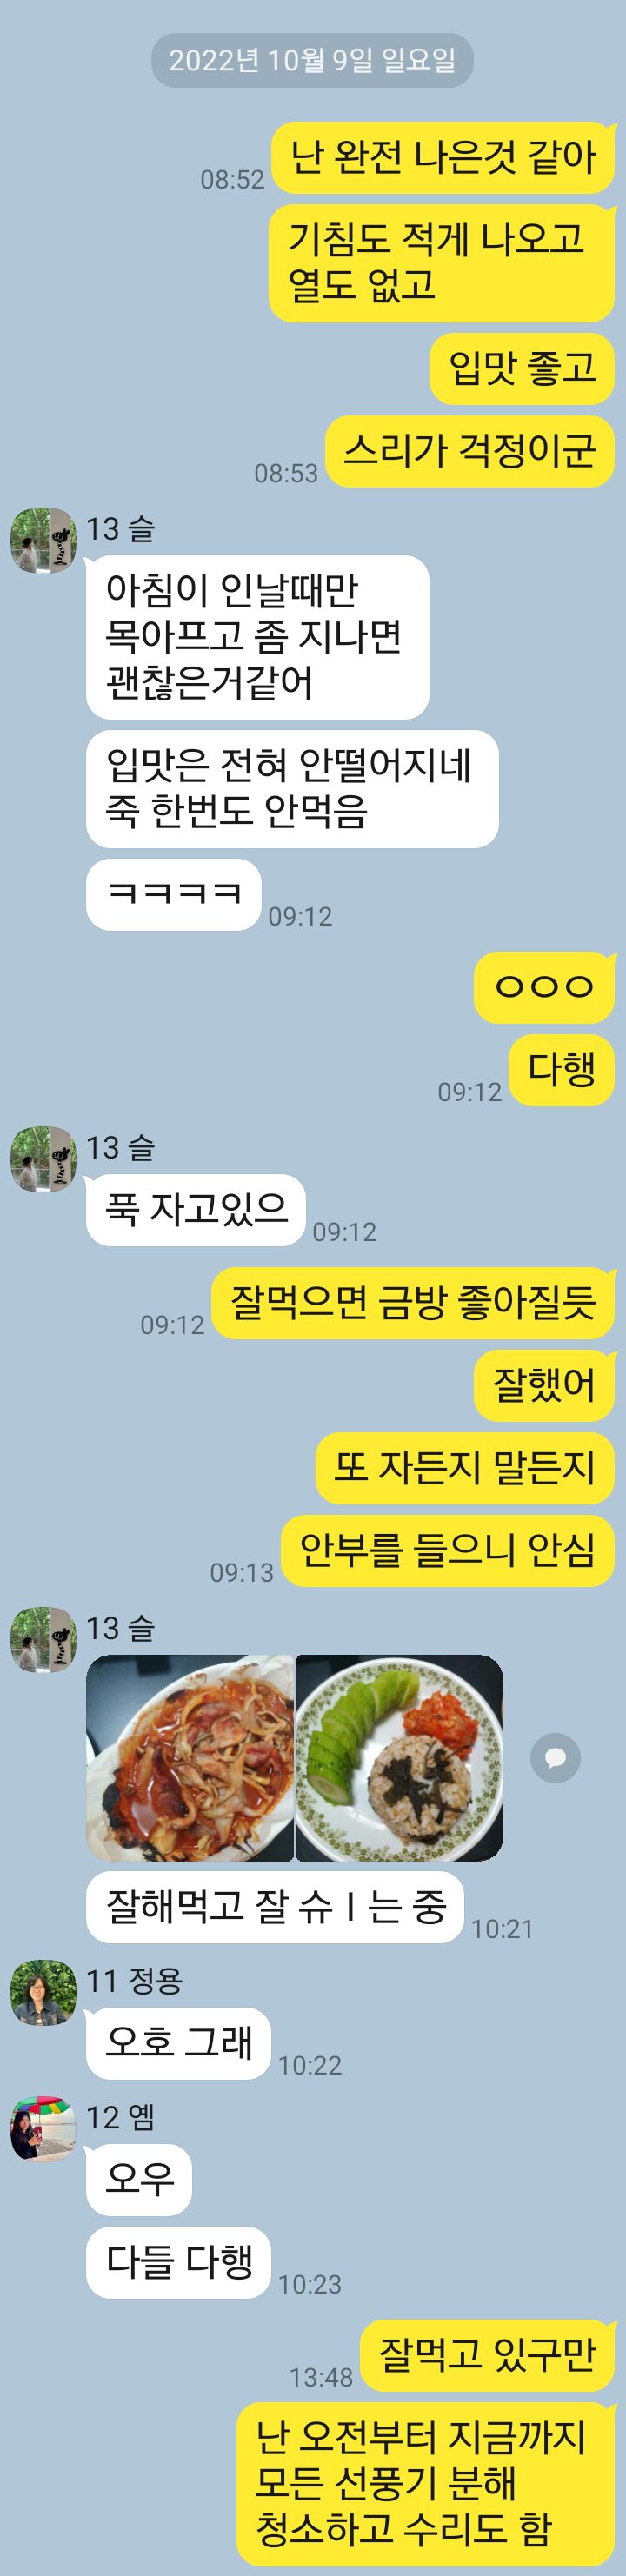 2022년 10월 9일 일요일
난 완전 나은것 같아
08:52
기침도 적게 나오고
열도 없고
입맛 좋고
스리가 걱정이군
08:53
13 슬
아침이 인날때만
목아프고 좀 지나면
괜찮은거같어
입맛은 전혀 안떨어지네
죽 한번도 안먹음
ㅋㅋㅋㅋ
09:12
ㅇㅇㅇ
다행
09:12
13 슬
푹 자고있으
09:12
잘먹으면 금방 좋아질듯
09:12
잘했어
또 자든지 말든지
안부를 들으니 안심
09:13
13 슬
잘해먹고 잘 슈ㅣ는 중
10:21
11 정용
오호 그래
10:22
12 옘
오우
다들 다행
10:23
잘먹고 있구만
13:48
난 오전부터 지금까지
모든 선풍기 분해
청소하고 수리도 함